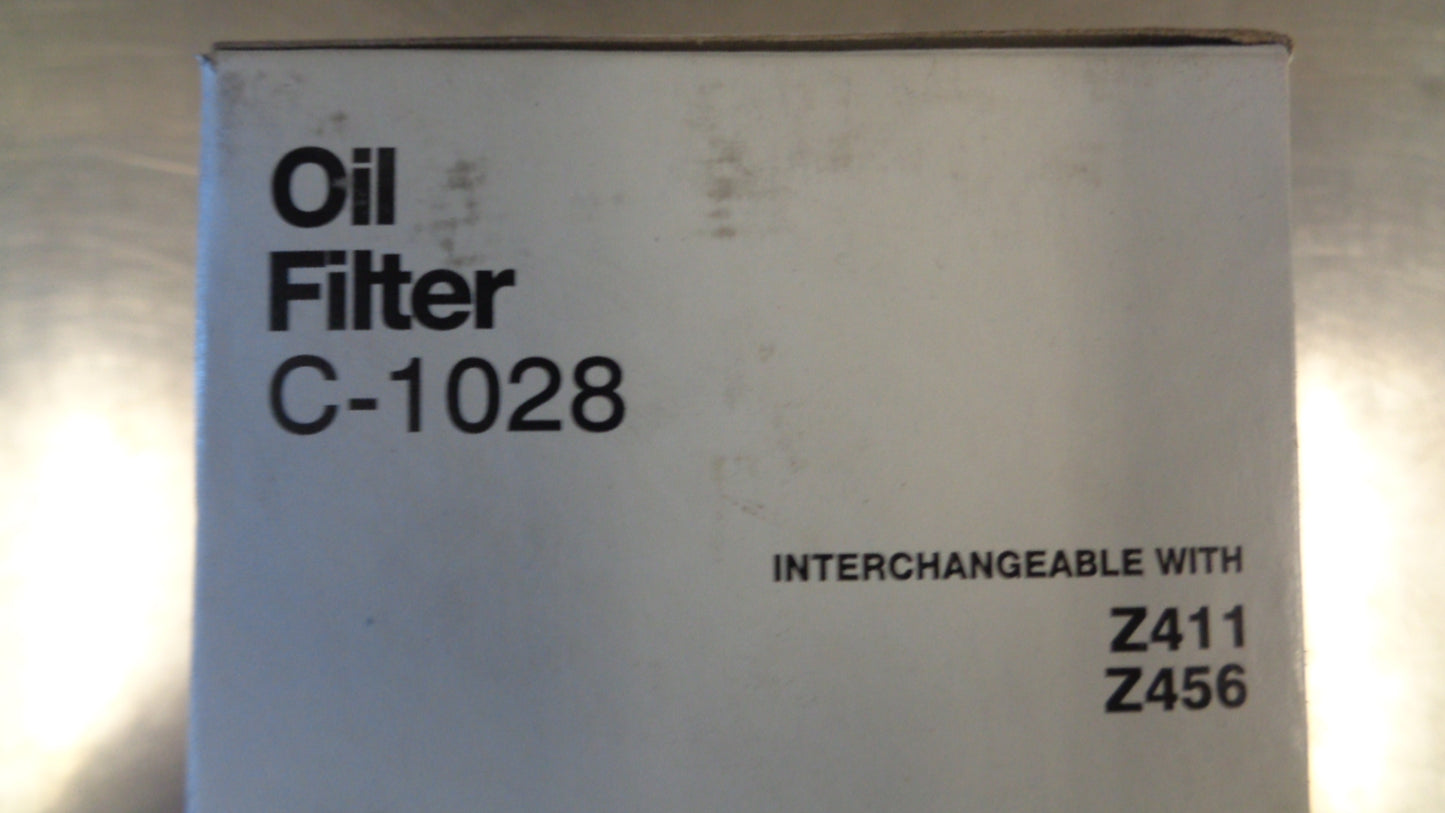 Oil
Filter
C-1028
INTERCHANGEABLE WITH
Z411
Z456